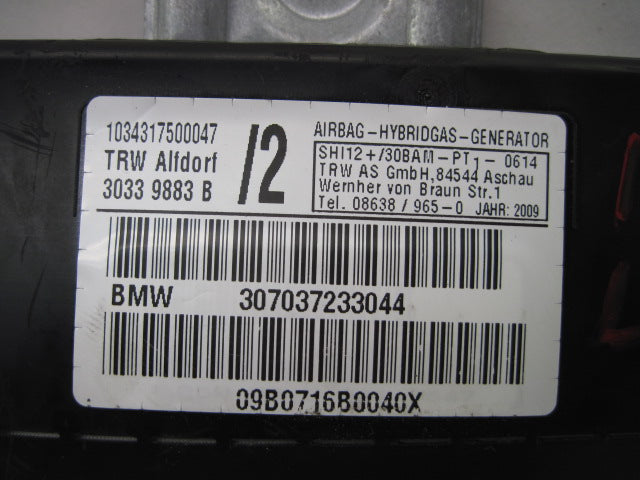 1034317500047
TRW Alfdorf
3033 9883 B
/2
AIRBAG-HYBRIDGAS-GENERATOR
SHI12+/30BAM-PT1- 0614
TRW AS GmbH,84544 Aschau
Wernher von Braun Str.1
Tel. 08638 / 965-0 JAHR: 2009
BMW 307037233044
09B0716B0040X